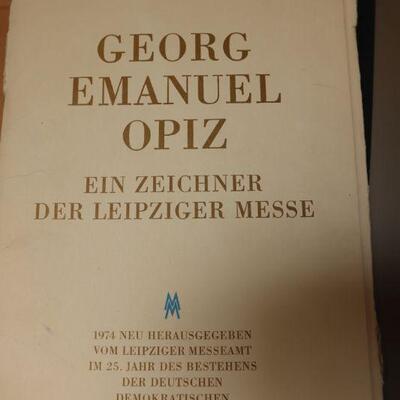 GEORG
EMANUEL
OPIZ
EIN ZEICHNER
DER LEIPZIGER MESSE
MM
1974 NEU HERAUSGEGEBEN
VOM LEIPZIGER MESSEAMT
IM 25. JAHR DES BESTEHENS
DER DEUTSCHEN
DEMOKRATISCHEN